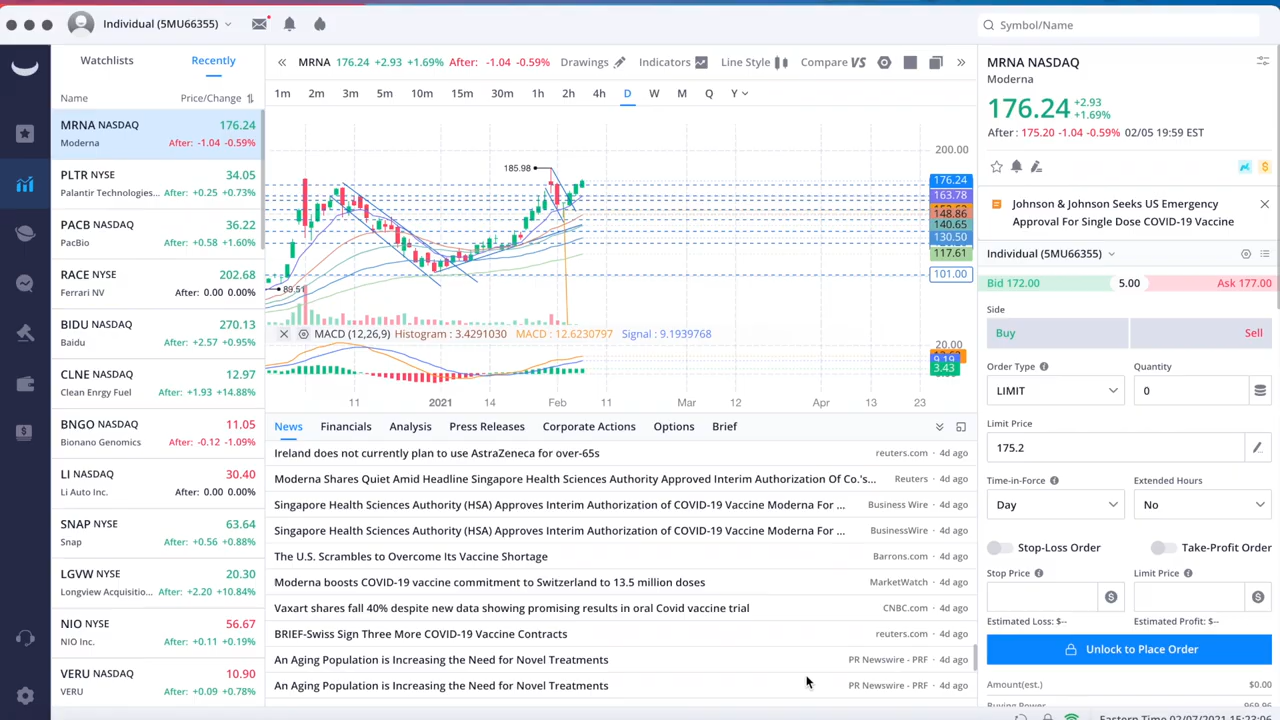 Individual (5MU66355)
Symbol/Name
Watchlists
Recently
Name
Price/Change
MRNA NASDAQ 176.24
Moderna After: -1.04 -0.59%
PLTR NYSE 34.05
Palantir Technologies... After: +0.25 +0.73%
PACB NASDAQ 36.22
PacBio After: +0.58 +1.60%
RACE NYSE 202.68
Ferrari NV After: 0.00 0.00%
BIDU NASDAQ 270.13
Baidu After: +2.57 +0.95%
CLNE NASDAQ 12.97
Clean Enrgy Fuel After: +1.93 +14.88%
BNGO NASDAQ 11.05
Bionano Genomics After: -0.12 -1.09%
LI NASDAQ 30.40
Li Auto Inc. After: 0.00 0.00%
SNAP NYSE 63.64
Snap After: +0.56 +0.88%
LGVW NYSE 20.30
Longview Acquisitio... After: +2.20 +10.84%
NIO NYSE 56.67
NIO Inc. After: +0.11 +0.19%
VERU NASDAQ 10.90
VERU After: +0.09 +0.78%
MRNA 176.24 +2.93 +1.69% After: -1.04 -0.59% Drawings Indicators Line Style Compare VS
1m 2m 3m 5m 10m 15m 30m 1h 2h 4h D W M Q Y
185.98
89.51
200.00
176.24
163.78
148.86
140.65
130.50
117.61
101.00
MACD (12,26,9) Histogram : 3.4291030 MACD : 12.6230797 Signal : 9.1939768
20.00
9.19
3.43
11 2021 14 Feb 11 Mar 12 Apr 13 23
News Financials Analysis Press Releases Corporate Actions Options Brief
Ireland does not currently plan to use AstraZeneca for over-65s reuters.com · 4d ago
Moderna Shares Quiet Amid Headline Singapore Health Sciences Authority Approved Interim Authorization Of Co.'s... Reuters · 4d ago
Singapore Health Sciences Authority (HSA) Approves Interim Authorization of COVID-19 Vaccine Moderna For ... Business Wire · 4d ago
Singapore Health Sciences Authority (HSA) Approves Interim Authorization of COVID-19 Vaccine Moderna For ... BusinessWire · 4d ago
The U.S. Scrambles to Overcome Its Vaccine Shortage Barrons.com · 4d ago
Moderna boosts COVID-19 vaccine commitment to Switzerland to 13.5 million doses MarketWatch · 4d ago
Vaxart shares fall 40% despite new data showing promising results in oral Covid vaccine trial CNBC.com · 4d ago
BRIEF-Swiss Sign Three More COVID-19 Vaccine Contracts reuters.com · 4d ago
An Aging Population is Increasing the Need for Novel Treatments PR Newswire - PRF · 4d ago
An Aging Population is Increasing the Need for Novel Treatments PR Newswire - PRF · 4d ago
MRNA NASDAQ
Moderna
176.24 +2.93
+1.69%
After : 175.20 -1.04 -0.59% 02/05 19:59 EST
Johnson & Johnson Seeks US Emergency
Approval For Single Dose COVID-19 Vaccine
Individual (5MU66355)
Bid 172.00 5.00 Ask 177.00
Side
Buy Sell
Order Type Quantity
LIMIT 0
Limit Price
175.2
Time-in-Force Extended Hours
Day No
Stop-Loss Order Take-Profit Order
Stop Price Limit Price
Estimated Loss: $-- Estimated Profit: $--
Unlock to Place Order
Amount(est.) $0.00
Buying Power 969.96
Eastern Time 02/07/2021 15:23:06